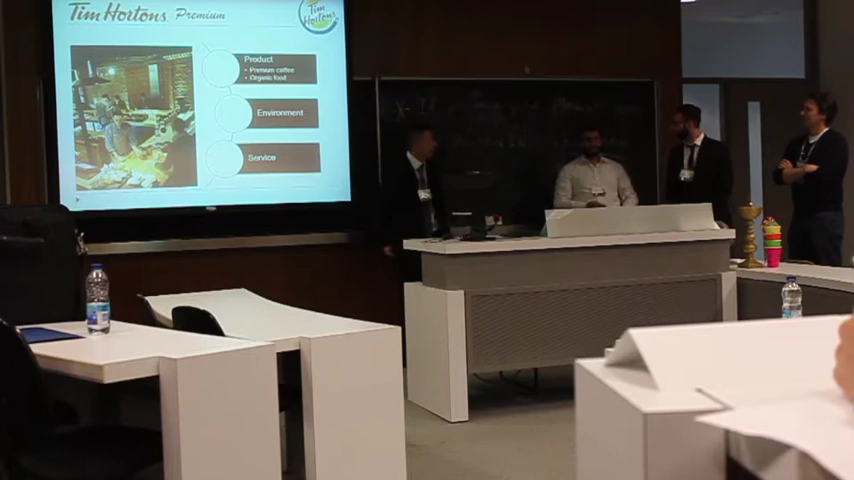 Tim Hortons Premium
Tim
Hortons
Product
• Premium coffee
• Organic food
Environment
Service